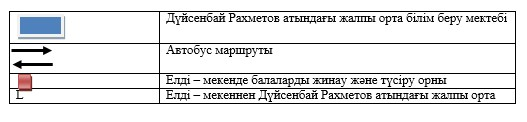 Дүйсенбай Рахметов атындағы жалпы орта білім беру мектебі
Автобус маршруты
Елді – мекенде балаларды жинау және түсіру орны
L Елді – мекеннен Дүйсенбай Рахметов атындағы жалпы орта